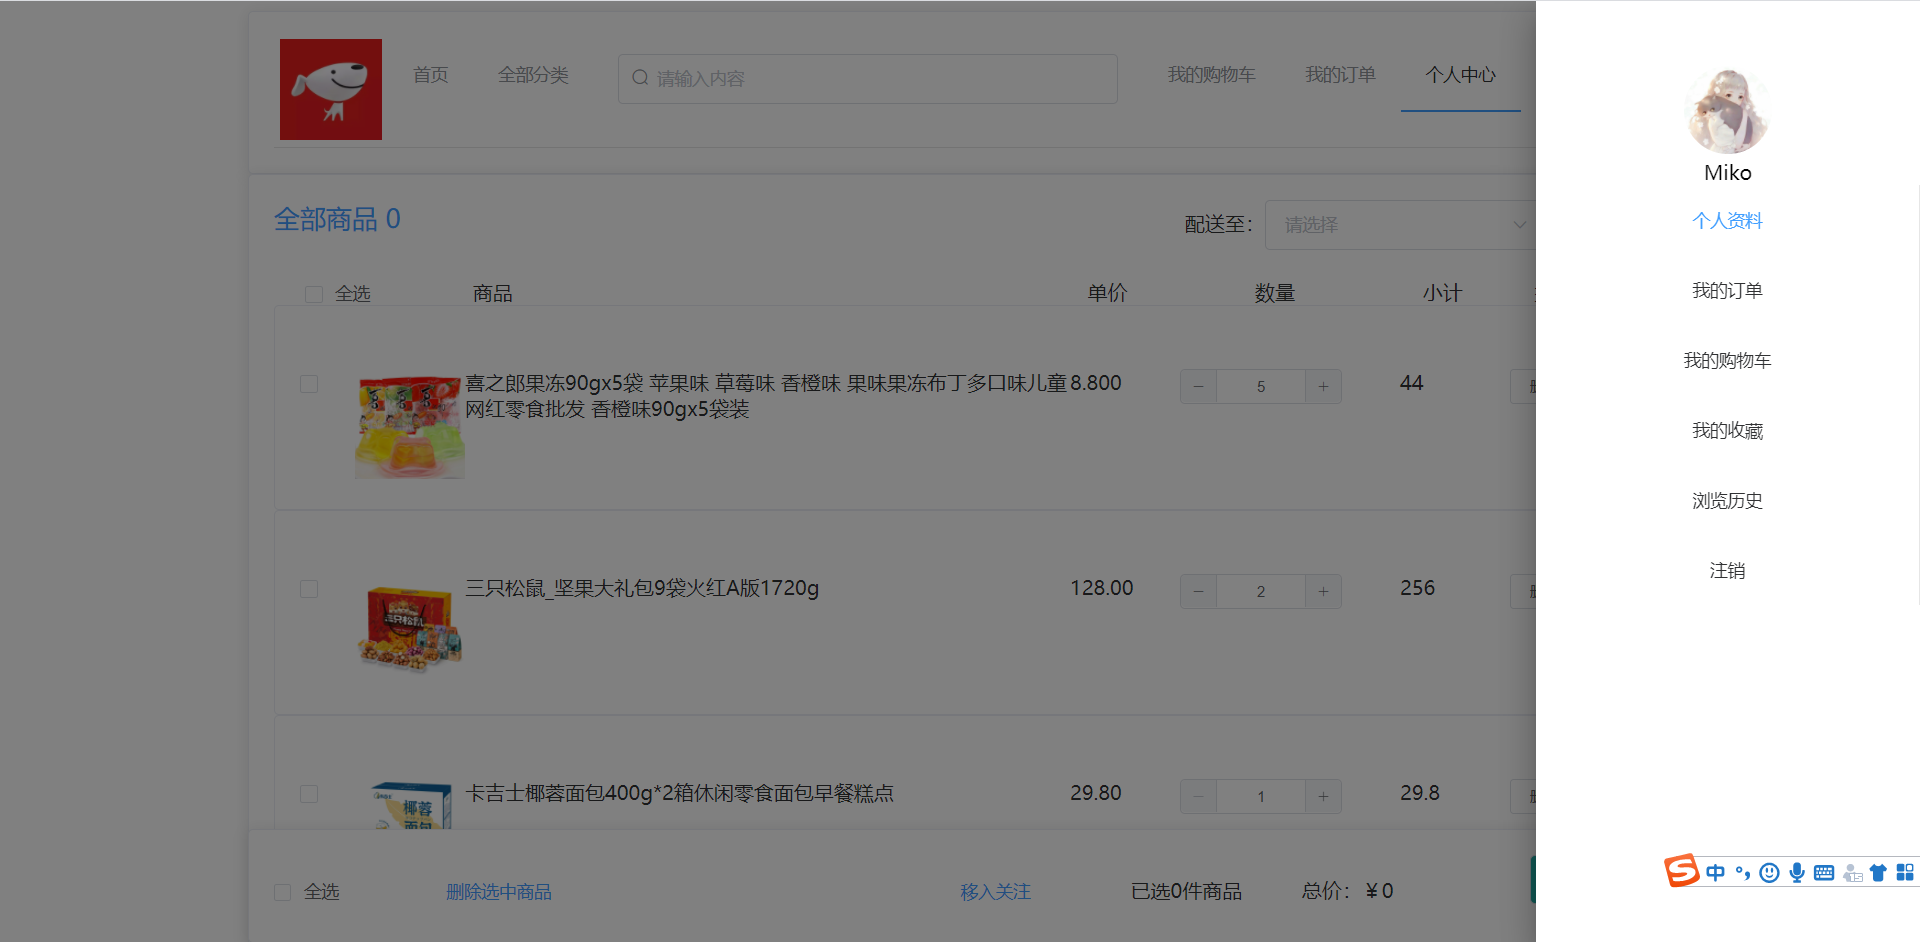 首页
全部分类
请输入内容
我的购物车
我的订单
个人中心
全部商品 0
配送至：
请选择
全选
商品
单价
数量
小计
喜之郎果冻90gx5袋 苹果味 草莓味 香橙味 果味果冻布丁多口味儿童
网红零食批发 香橙味90gx5袋装
8.800
5
44
三只松鼠_坚果大礼包9袋火红A版1720g
128.00
2
256
三只松鼠
卡吉士椰蓉面包400g*2箱休闲零食面包早餐糕点
29.80
1
29.8
椰蓉
面包
全选
删除选中商品
移入关注
已选0件商品
总价：￥0
Miko
个人资料
我的订单
我的购物车
我的收藏
浏览历史
注销
中